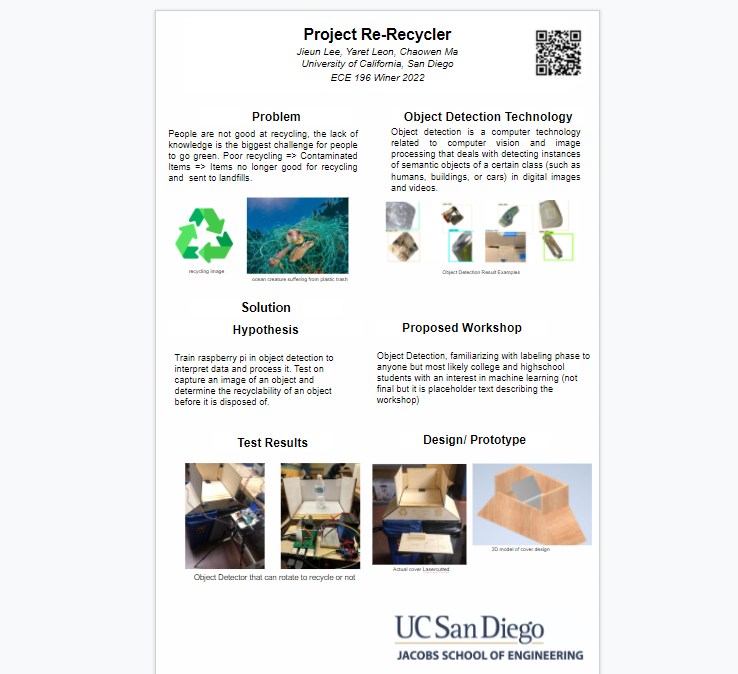 Project Re-Recycler
Jieun Lee, Yaret Leon, Chaowen Ma
University of California, San Diego
ECE 196 Winer 2022
Problem
People are not good at recycling, the lack of
knowledge is the biggest challenge for people
to go green. Poor recycling => Contaminated
Items => Items no longer good for recycling
and sent to landfills.
recycling image
ocean creature suffering from plastic trash
Object Detection Technology
Object detection is a computer technology
related to computer vision and image
processing that deals with detecting instances
of semantic objects of a certain class (such as
humans, buildings, or cars) in digital images
and videos.
Object Detection Result Examples
Solution
Hypothesis
Train raspberry pi in object detection to
interpret data and process it. Test on
capture an image of an object and
determine the recyclability of an object
before it is disposed of.
Proposed Workshop
Object Detection, familiarizing with labeling phase to
anyone but most likely college and highschool
students with an interest in machine learning (not
final but it is placeholder text describing the
workshop)
Test Results
Object Detector that can rotate to recycle or not
Design/ Prototype
Actual cover Lasercutted
3D model of cover design
UC San Diego
JACOBS SCHOOL OF ENGINEERING